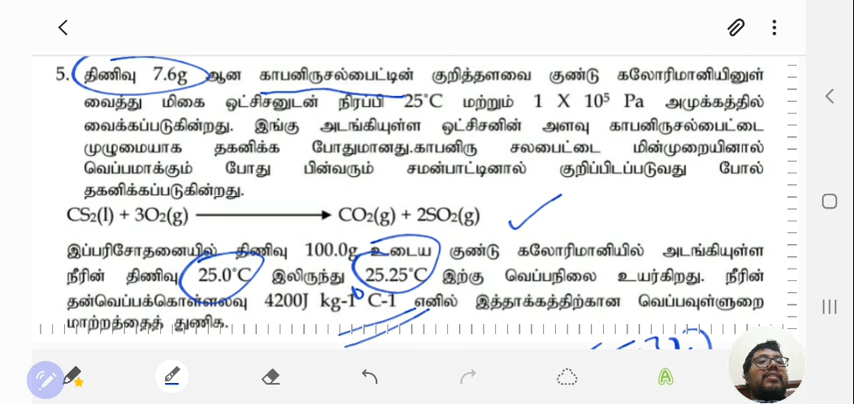 5. திணிவு 7.6g ஆன காபனிருசல்பைட்டின் குறித்தளவை குண்டு கலோரிமானியினுள்
வைத்து மிகை ஒட்சிசனுடன் நிரப்பி 25°C மற்றும் 1 X 10⁵ Pa அமுக்கத்தில்
வைக்கப்படுகின்றது. இங்கு அடங்கியுள்ள ஒட்சிசனின் அளவு காபனிருசல்பைட்டை
முழுமையாக தகனிக்க போதுமானது.காபனிரு சலபைட்டை மின்முறையினால்
வெப்பமாக்கும் போது பின்வரும் சமன்பாட்டினால் குறிப்பிடப்படுவது போல்
தகனிக்கப்படுகின்றது.
CS₂(l) + 3O₂(g) ⟶ CO₂(g) + 2SO₂(g)
இப்பரிசோதனையில் திணிவு 100.0g உடைய குண்டு கலோரிமானியில் அடங்கியுள்ள
நீரின் திணிவு 25.0°C இலிருந்து 25.25°C இற்கு வெப்பநிலை உயர்கிறது. நீரின்
தன்வெப்பக்கொள்ளலவு 4200J kg-1 C-1 எனில் இத்தாக்கத்திற்கான வெப்பவுள்ளுறை
மாற்றத்தைத் துணிக.